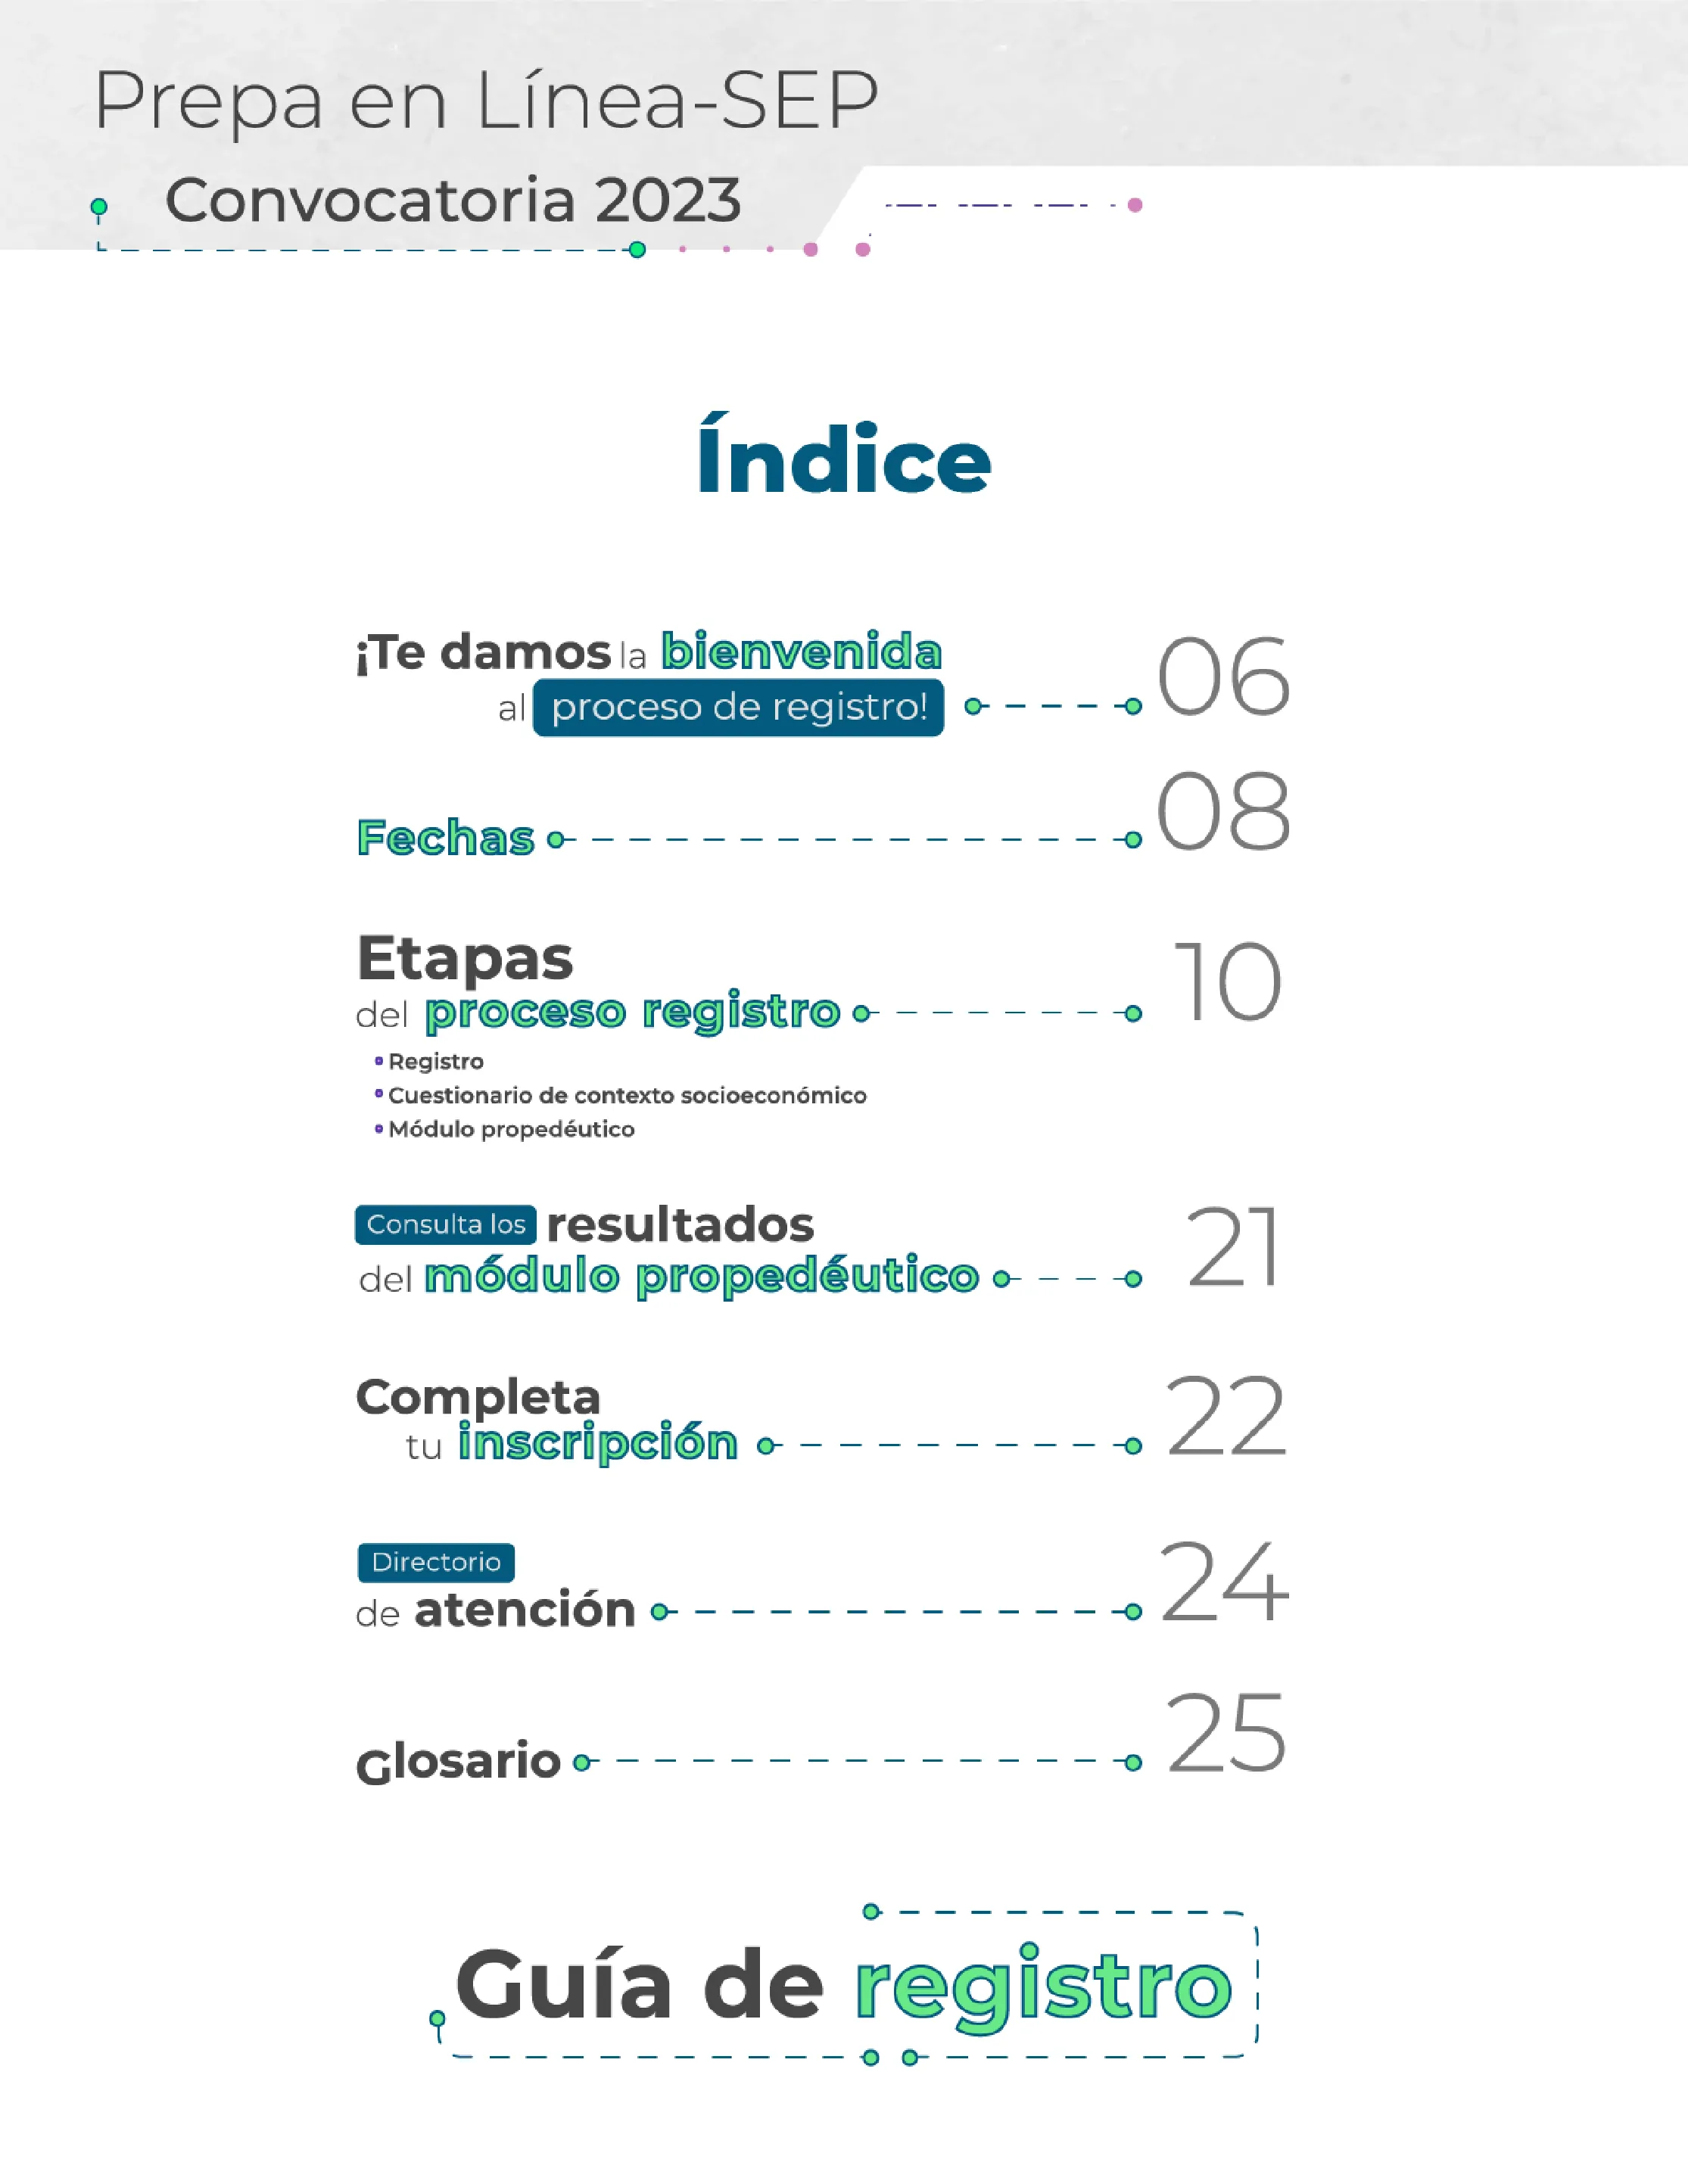 Prepa en Línea-SEP
Convocatoria 2023
Índice
¡Te damos la bienvenida
al proceso de registro! 06
Fechas 08
Etapas
del proceso registro 10
• Registro
• Cuestionario de contexto socioeconómico
• Módulo propedéutico
Consulta los resultados
del módulo propedéutico 21
Completa
tu inscripción 22
Directorio
de atención 24
Glosario 25
Guía de registro